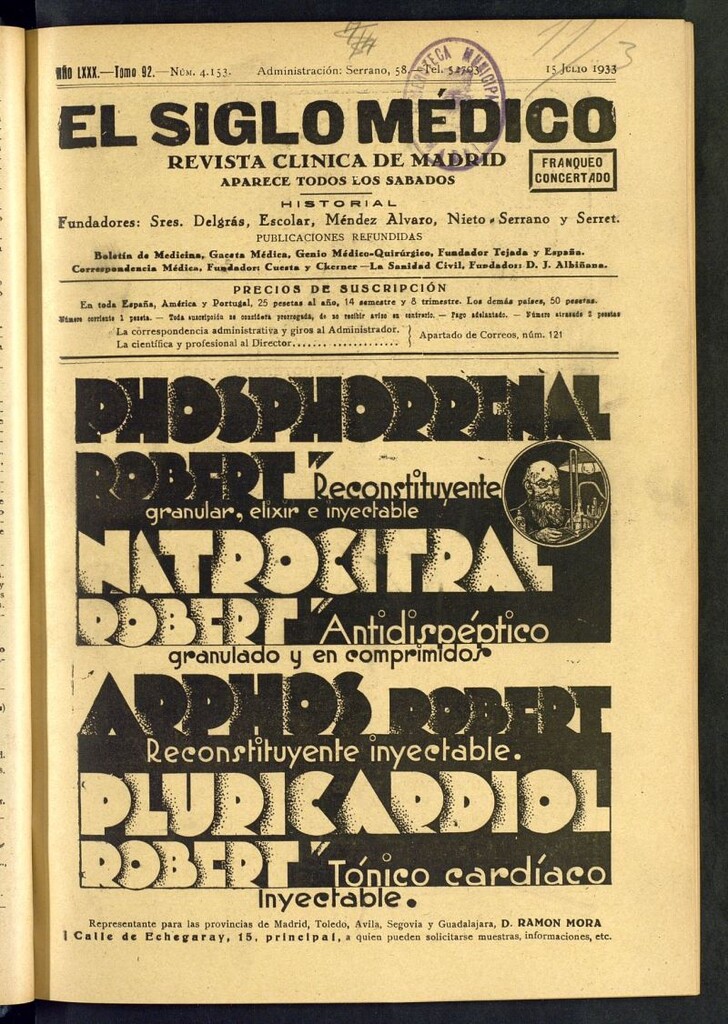 AÑO LXXX.—Tomo 92.—NÚM. 4.153. Administración: Serrano, 58.—Tel. 15 JULIO 1933
EL SIGLO MÉDICO
REVISTA CLINICA DE MADRID
APARECE TODOS LOS SABADOS
FRANQUEO
CONCERTADO
HISTORIAL
Fundadores: Sres. Delgrás, Escolar, Méndez Alvaro, Nieto Serrano y Serret.
PUBLICACIONES REFUNDIDAS
Boletín de Medicina, Gaceta Médica, Genio Médico-Quirúrgico, Fundador Tejada y España.
Correspondencia Médica, Fundador: Cuesta y Ckerner—La Sanidad Civil, Fundador: D. J. Albiñana.
PRECIOS DE SUSCRIPCIÓN
En toda España, América y Portugal, 25 pesetas al año, 14 semestre y 8 trimestre. Los demás países, 50 pesetas.
Número corriente 1 peseta. — Toda suscripción se considera prorrogada, de no recibir aviso en contrario. — Pago adelantado. — Número atrasado 2 pesetas
La correspondencia administrativa y giros al Administrador.
La científica y profesional al Director.....................
Apartado de Correos, núm. 121
PHOSPHORRENAL
ROBERT "Reconstituyente
granular, elixir e inyectable
NATROCITRAL
ROBERT "Antidispéptico
granulado y en comprimidos
ARPHOS ROBERT
Reconstituyente inyectable.
PLURICARDIOL
ROBERT "Tónico cardíaco
Inyectable.
Representante para las provincias de Madrid, Toledo, Avila, Segovia y Guadalajara, D. RAMON MORA
Calle de Echegaray, 15, principal, a quien pueden solicitarse muestras, informaciones, etc.